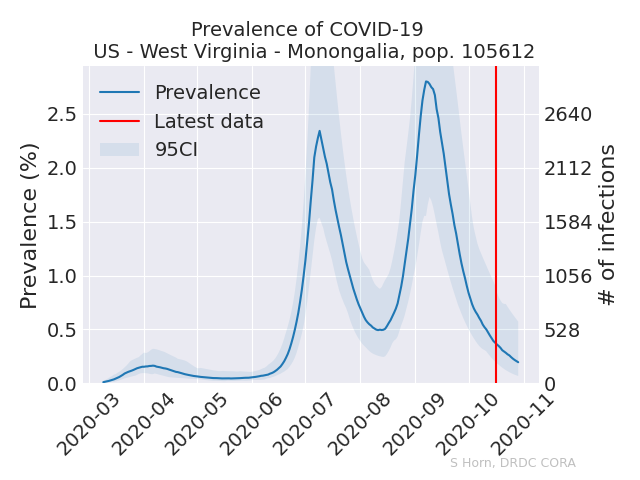 Prevalence of COVID-19
US - West Virginia - Monongalia, pop. 105612
Prevalence
Latest data
95CI
Prevalence (%)
2.5
2.0
1.5
1.0
0.5
0.0
2640
2112
1584
1056
528
0
# of infections
2020-03
2020-04
2020-05
2020-06
2020-07
2020-08
2020-09
2020-10
2020-11
S Horn, DRDC CORA